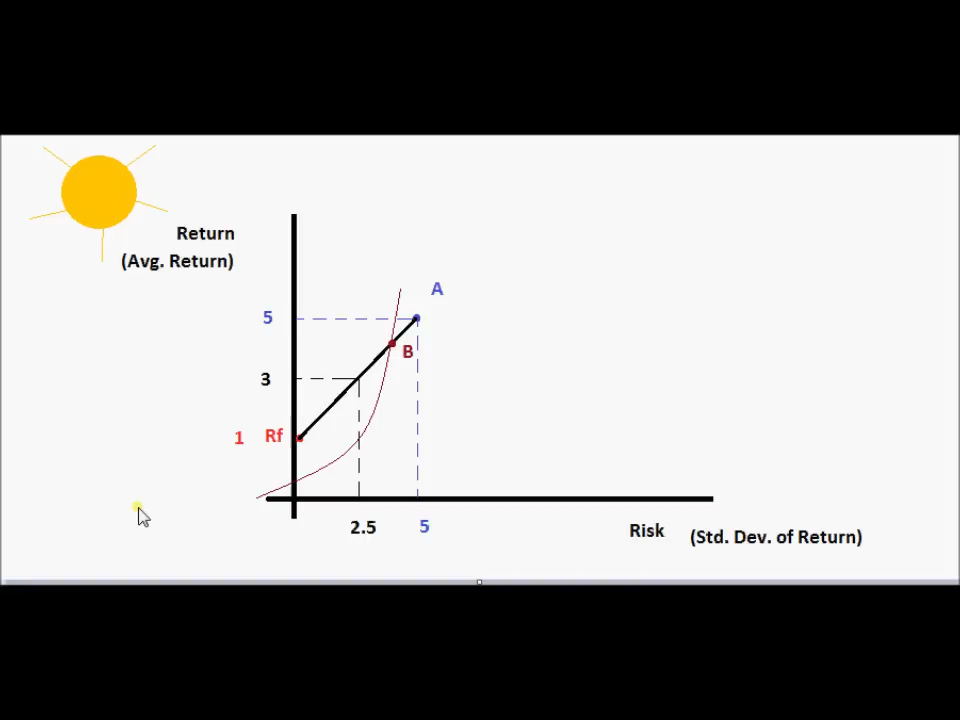 Return
(Avg. Return)
A
5
B
3
1 Rf
2.5 5
Risk (Std. Dev. of Return)